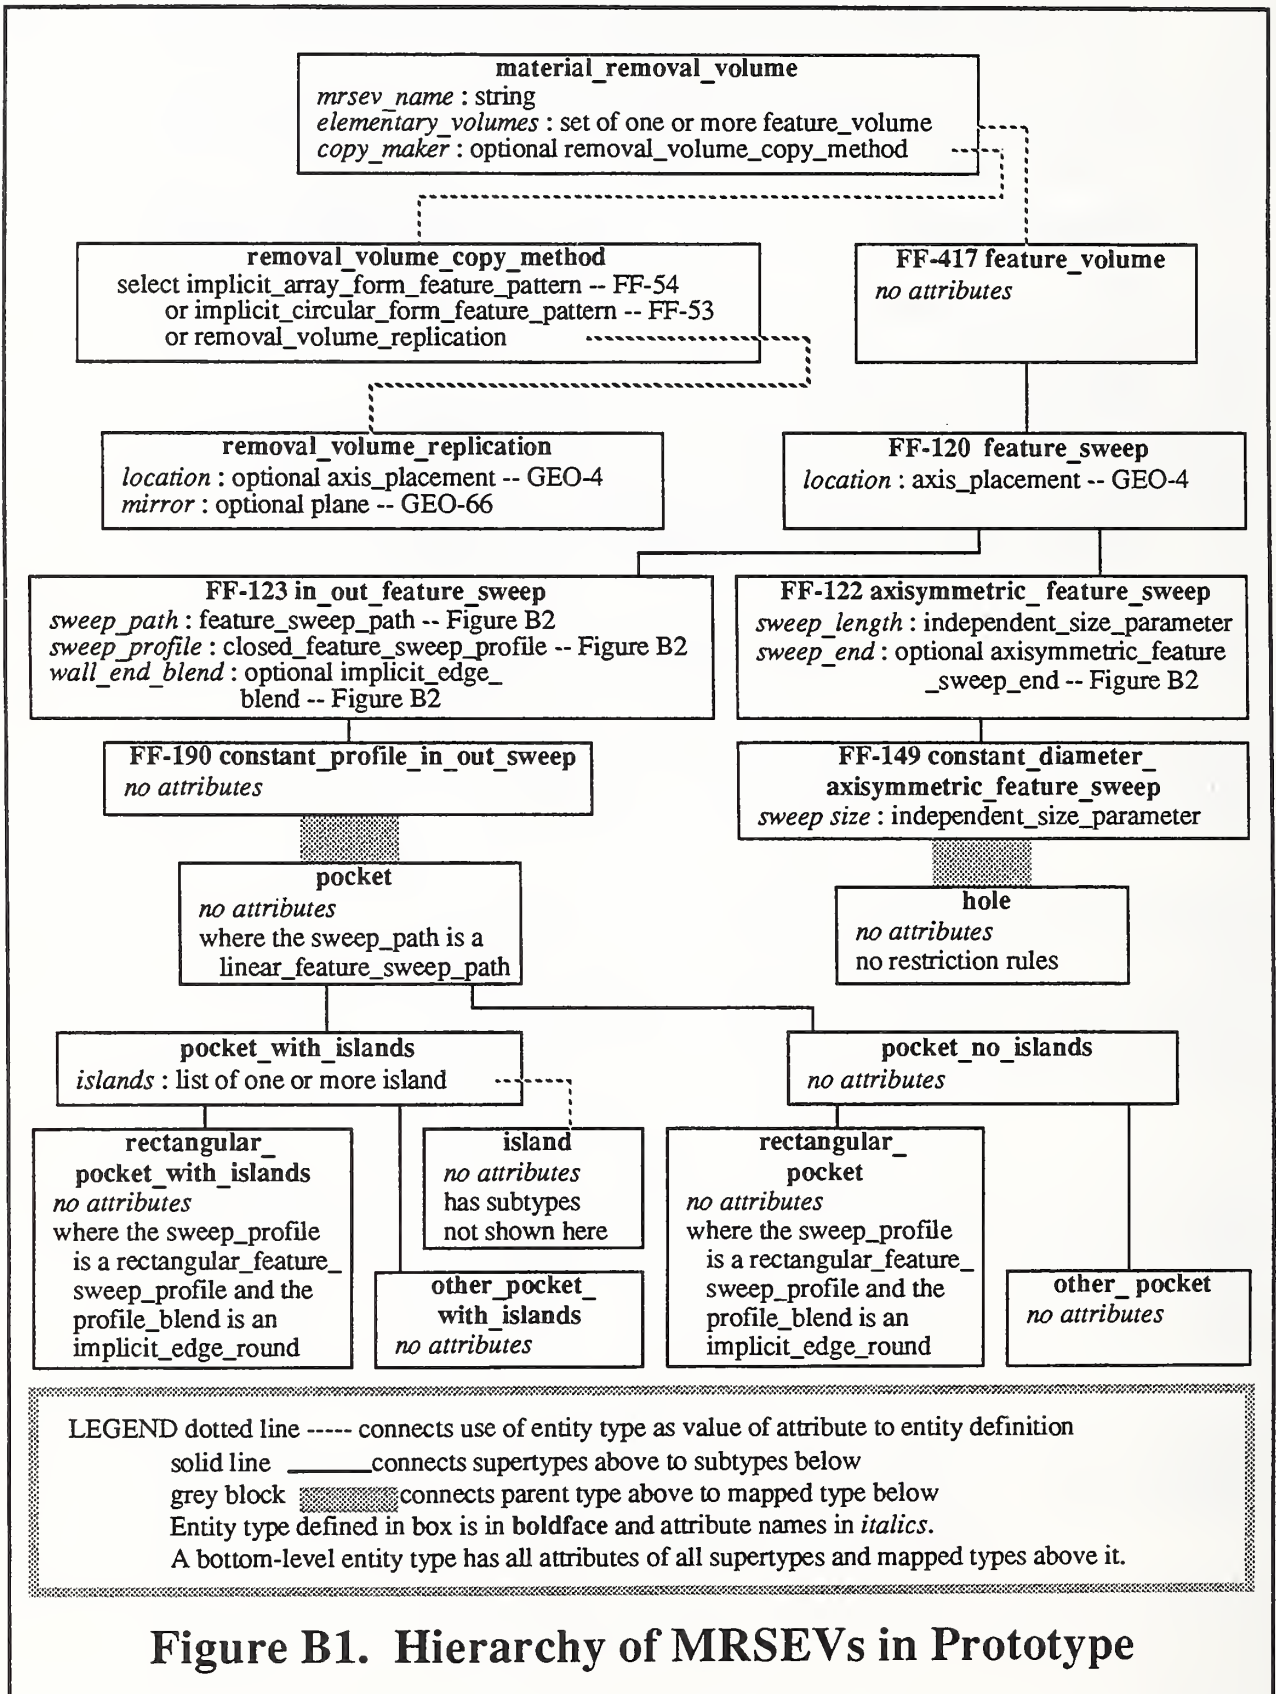 material_removal_volume
mrsev_name : string
elementary_volumes : set of one or more feature_volume
copy_maker : optional removal_volume_copy_method
removal_volume_copy_method
select implicit_array_form_feature_pattern -- FF-54
or implicit_circular_form_feature_pattern -- FF-53
or removal_volume_replication
FF-417 feature_volume
no attributes
removal_volume_replication
location : optional axis_placement -- GEO-4
mirror : optional plane -- GEO-66
FF-120 feature_sweep
location : axis_placement -- GEO-4
FF-123 in_out_feature_sweep
sweep_path : feature_sweep_path -- Figure B2
sweep_profile : closed_feature_sweep_profile -- Figure B2
wall_end_blend : optional implicit_edge_
blend -- Figure B2
FF-122 axisymmetric_ feature_sweep
sweep_length : independent_size_parameter
sweep_end : optional axisymmetric_feature
_sweep_end -- Figure B2
FF-190 constant_profile_in_out_sweep
no attributes
FF-149 constant_diameter_
axisymmetric_feature_sweep
sweep size : independent_size_parameter
pocket
no attributes
where the sweep_path is a
linear_feature_sweep_path
hole
no attributes
no restriction rules
pocket_with_islands
islands : list of one or more island
pocket_no_islands
no attributes
rectangular_
pocket_with_islands
no attributes
where the sweep_profile
is a rectangular_feature_
sweep_profile and the
profile_blend is an
implicit_edge_round
island
no attributes
has subtypes
not shown here
other_pocket_
with_islands
no attributes
rectangular_
pocket
no attributes
where the sweep_profile
is a rectangular_feature_
sweep_profile and the
profile_blend is an
implicit_edge_round
other_ pocket
no attributes
LEGEND dotted line ----- connects use of entity type as value of attribute to entity definition
solid line ______connects supertypes above to subtypes below
grey block connects parent type above to mapped type below
Entity type defined in box is in boldface and attribute names in italics.
A bottom-level entity type has all attributes of all supertypes and mapped types above it.
Figure B1. Hierarchy of MRSEVs in Prototype